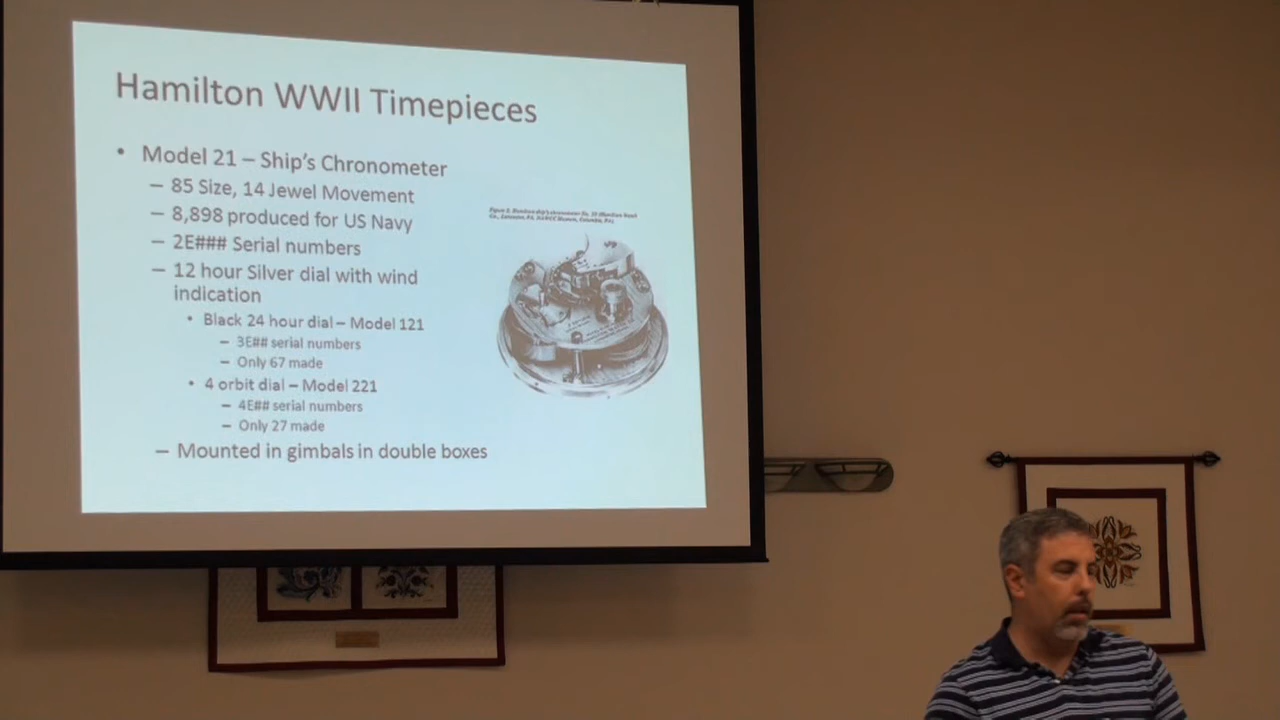 Hamilton WWII Timepieces
• Model 21 – Ship's Chronometer
– 85 Size, 14 Jewel Movement
– 8,898 produced for US Navy
– 2E### Serial numbers
– 12 hour Silver dial with wind
indication
• Black 24 hour dial – Model 121
– 3E## serial numbers
– Only 67 made
• 4 orbit dial – Model 221
– 4E## serial numbers
– Only 27 made
– Mounted in gimbals in double boxes